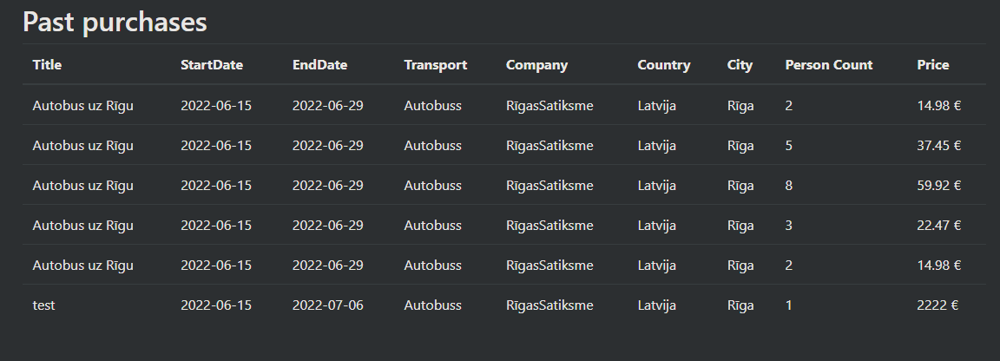 Past purchases
Title StartDate EndDate Transport Company Country City Person Count Price
Autobus uz Rīgu 2022-06-15 2022-06-29 Autobuss RīgasSatiksme Latvija Rīga 2 14.98 €
Autobus uz Rīgu 2022-06-15 2022-06-29 Autobuss RīgasSatiksme Latvija Rīga 5 37.45 €
Autobus uz Rīgu 2022-06-15 2022-06-29 Autobuss RīgasSatiksme Latvija Rīga 8 59.92 €
Autobus uz Rīgu 2022-06-15 2022-06-29 Autobuss RīgasSatiksme Latvija Rīga 3 22.47 €
Autobus uz Rīgu 2022-06-15 2022-06-29 Autobuss RīgasSatiksme Latvija Rīga 2 14.98 €
test 2022-06-15 2022-07-06 Autobuss RīgasSatiksme Latvija Rīga 1 2222 €